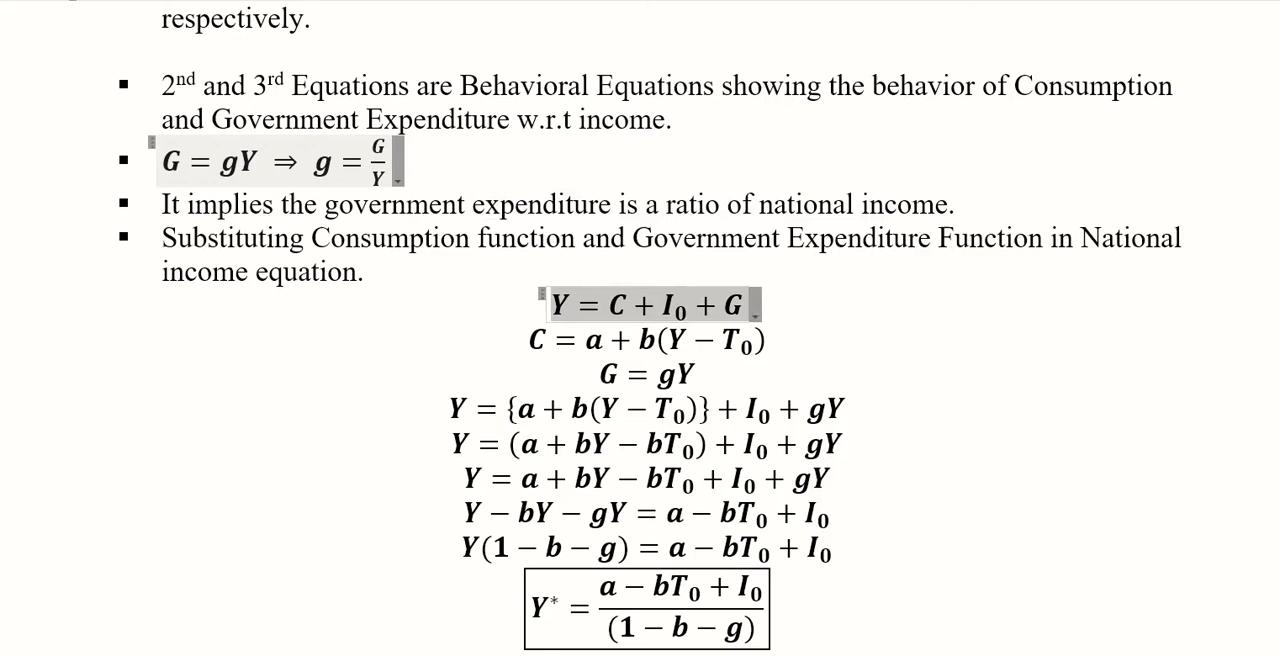 respectively.
▪ 2nd and 3rd Equations are Behavioral Equations showing the behavior of Consumption
and Government Expenditure w.r.t income.
▪ G = gY ⇒ g = G/Y
▪ It implies the government expenditure is a ratio of national income.
▪ Substituting Consumption function and Government Expenditure Function in National
income equation.
Y = C + I₀ + G
C = a + b(Y − T₀)
G = gY
Y = {a + b(Y − T₀)} + I₀ + gY
Y = (a + bY − bT₀) + I₀ + gY
Y = a + bY − bT₀ + I₀ + gY
Y − bY − gY = a − bT₀ + I₀
Y(1 − b − g) = a − bT₀ + I₀
Y* = (a − bT₀ + I₀)/(1 − b − g)